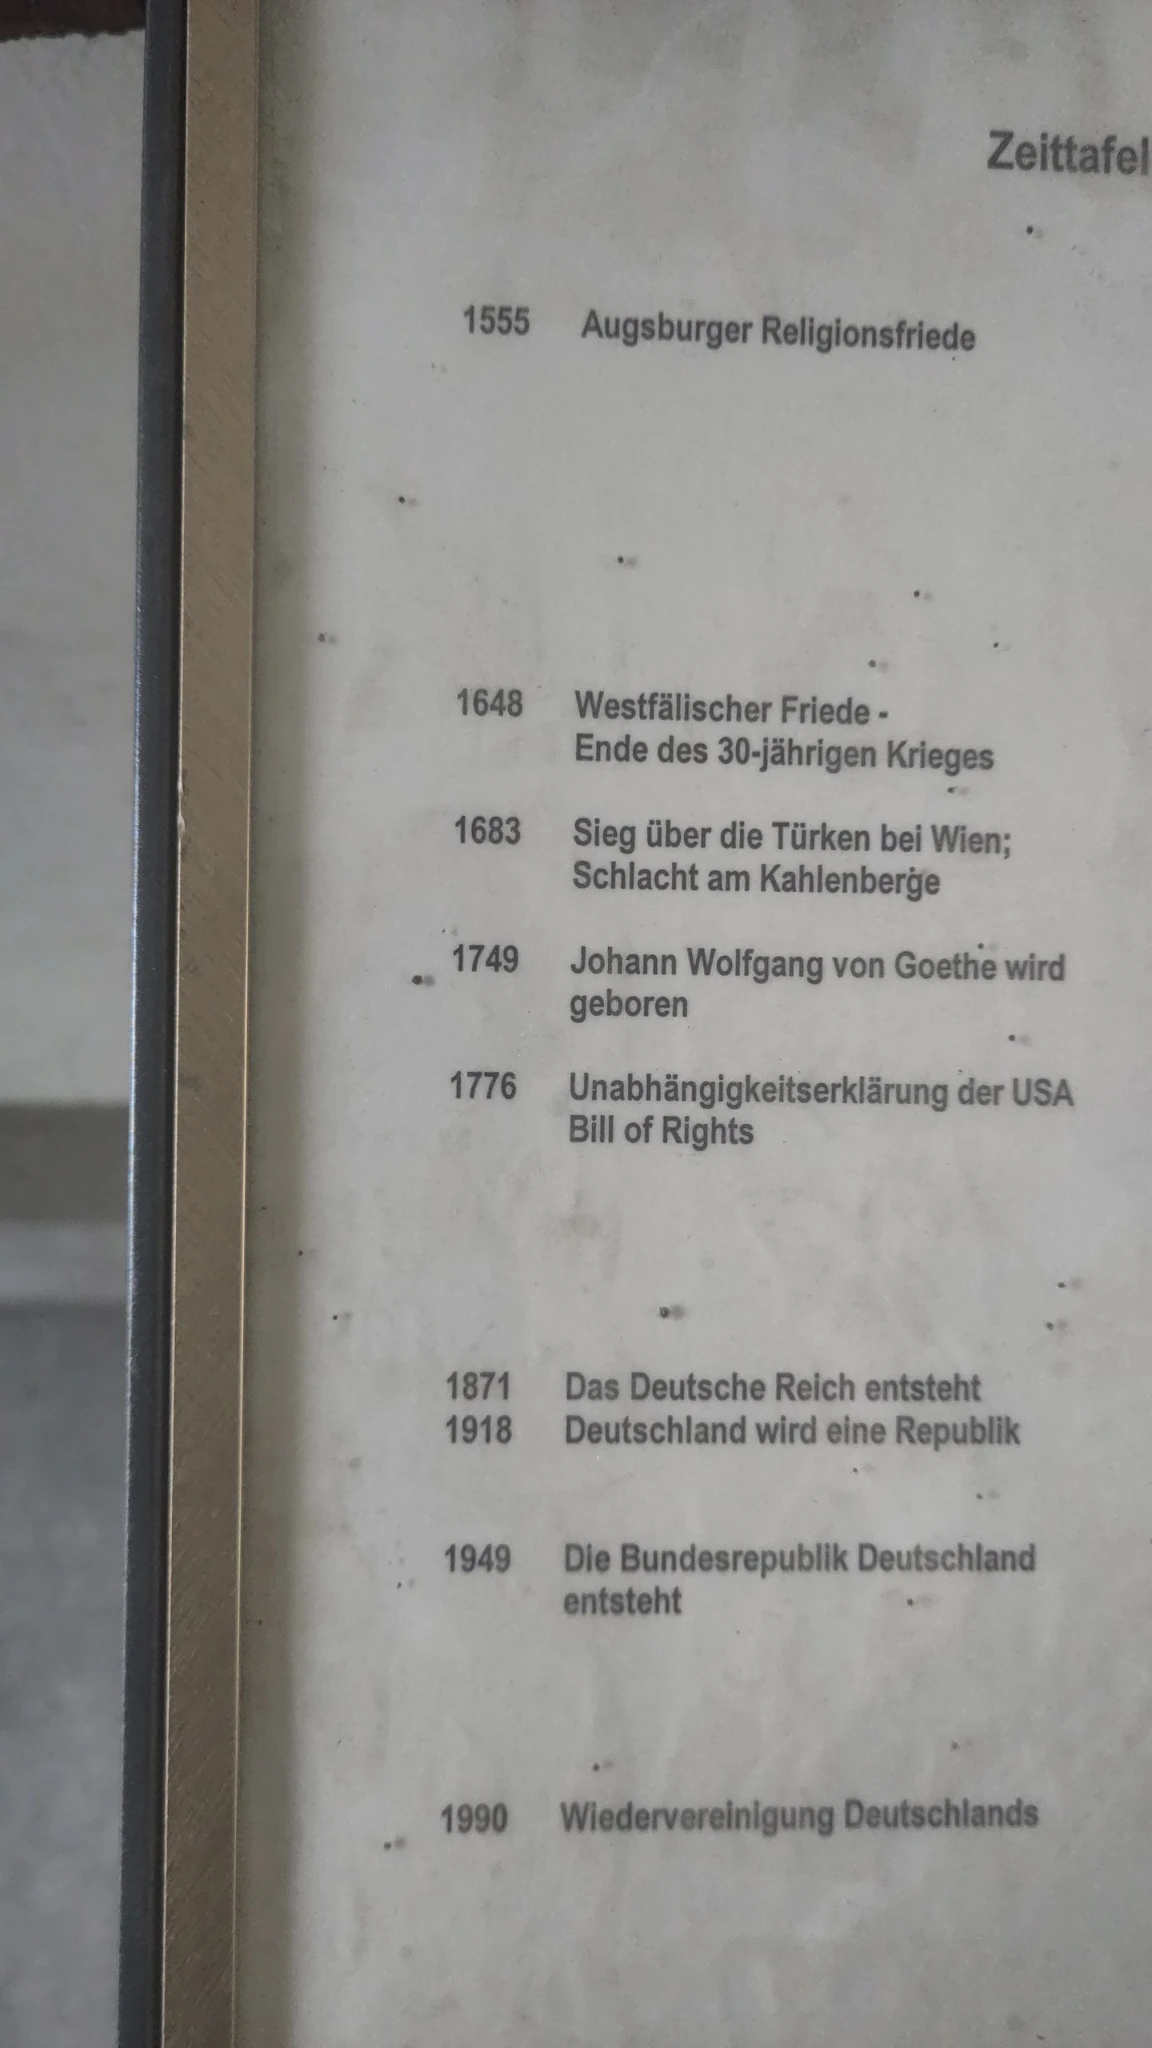 Zeittafel
1555 Augsburger Religionsfriede
1648 Westfälischer Friede -
Ende des 30-jährigen Krieges
1683 Sieg über die Türken bei Wien;
Schlacht am Kahlenberge
1749 Johann Wolfgang von Goethe wird
geboren
1776 Unabhängigkeitserklärung der USA
Bill of Rights
1871 Das Deutsche Reich entsteht
1918 Deutschland wird eine Republik
1949 Die Bundesrepublik Deutschland
entsteht
1990 Wiedervereinigung Deutschlands